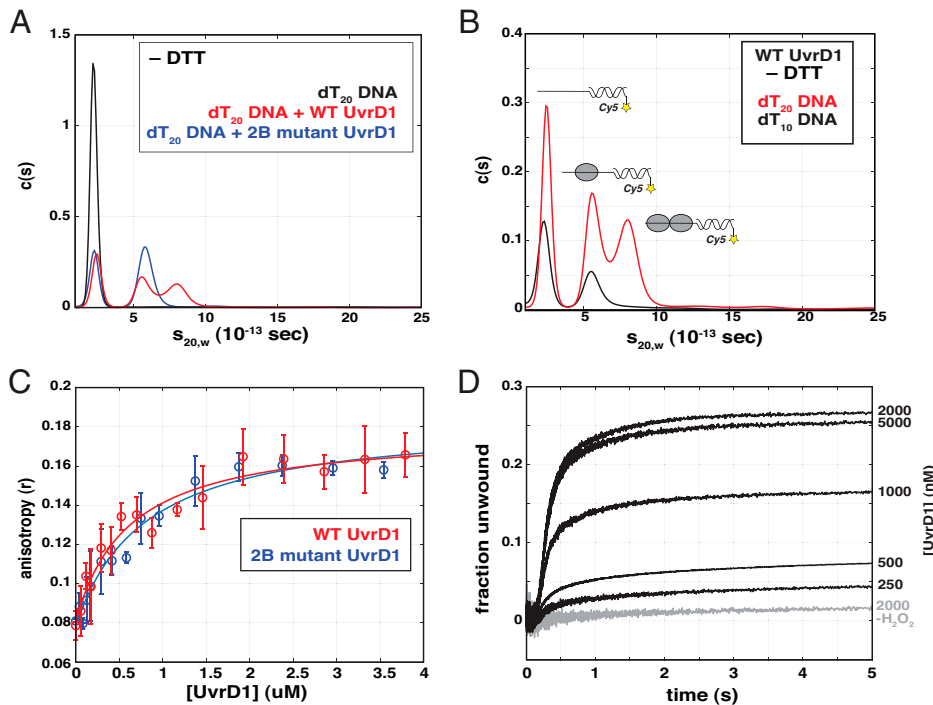 A
1.5
1
0.5
0
5
10
15
20
25
c(s)
s20,w (10-13 sec)
– DTT
dT20 DNA
dT20 DNA + WT UvrD1
dT20 DNA + 2B mutant UvrD1
B
0.4
0.3
0.2
0.1
0
5
10
15
20
25
c(s)
s20,w (10-13 sec)
WT UvrD1
– DTT
dT20 DNA
dT10 DNA
Cy5
Cy5
Cy5
C
0.2
0.18
0.16
0.14
0.12
0.1
0.08
0.06
0
0.5
1
1.5
2
2.5
3
3.5
4
anisotropy (r)
[UvrD1] (uM)
WT UvrD1
2B mutant UvrD1
D
0.3
0.2
0.1
0
0
0.5
1
2
3
4
5
fraction unwound
time (s)
2000
5000
1000
500
250
2000
-H2O2
[UvrD1] (nM)